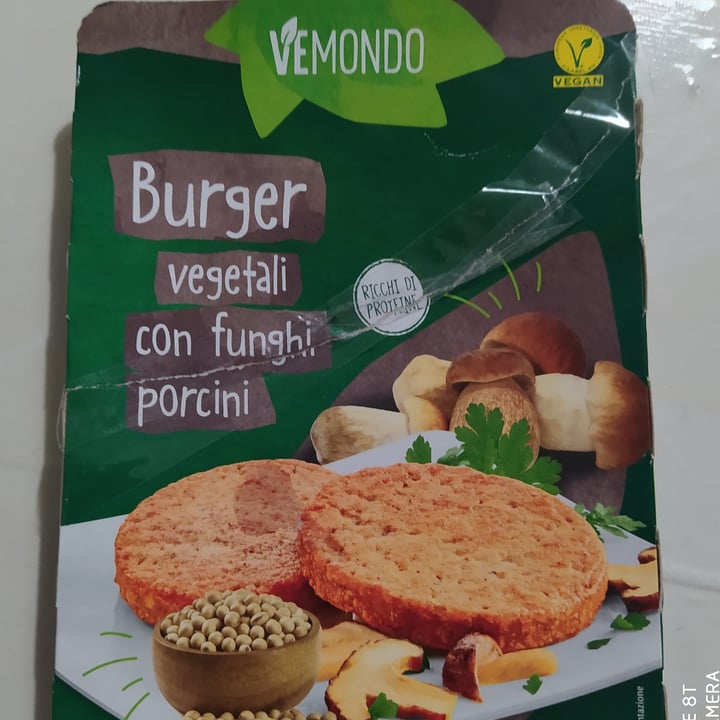 VEMONDO
VEGAN
Burger
vegetali
con funghi
porcini
RICCHI DI
PROTEINE